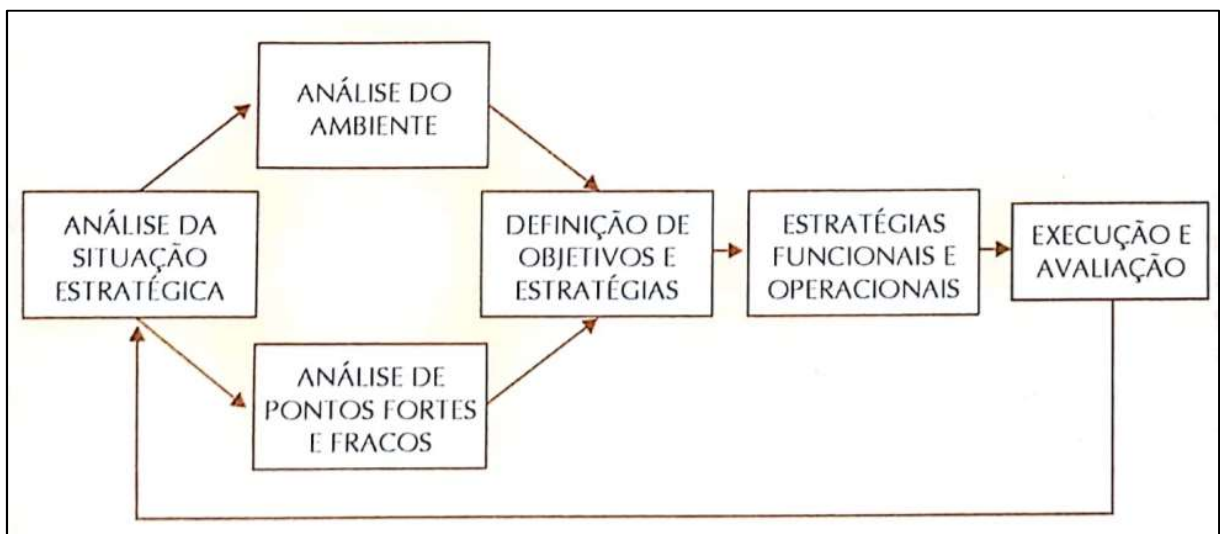 ANÁLISE DO
AMBIENTE
ANÁLISE DA
SITUAÇÃO
ESTRATÉGICA
DEFINIÇÃO DE
OBJETIVOS E
ESTRATÉGIAS
ESTRATÉGIAS
FUNCIONAIS E
OPERACIONAIS
EXECUÇÃO E
AVALIAÇÃO
ANÁLISE DE
PONTOS FORTES
E FRACOS